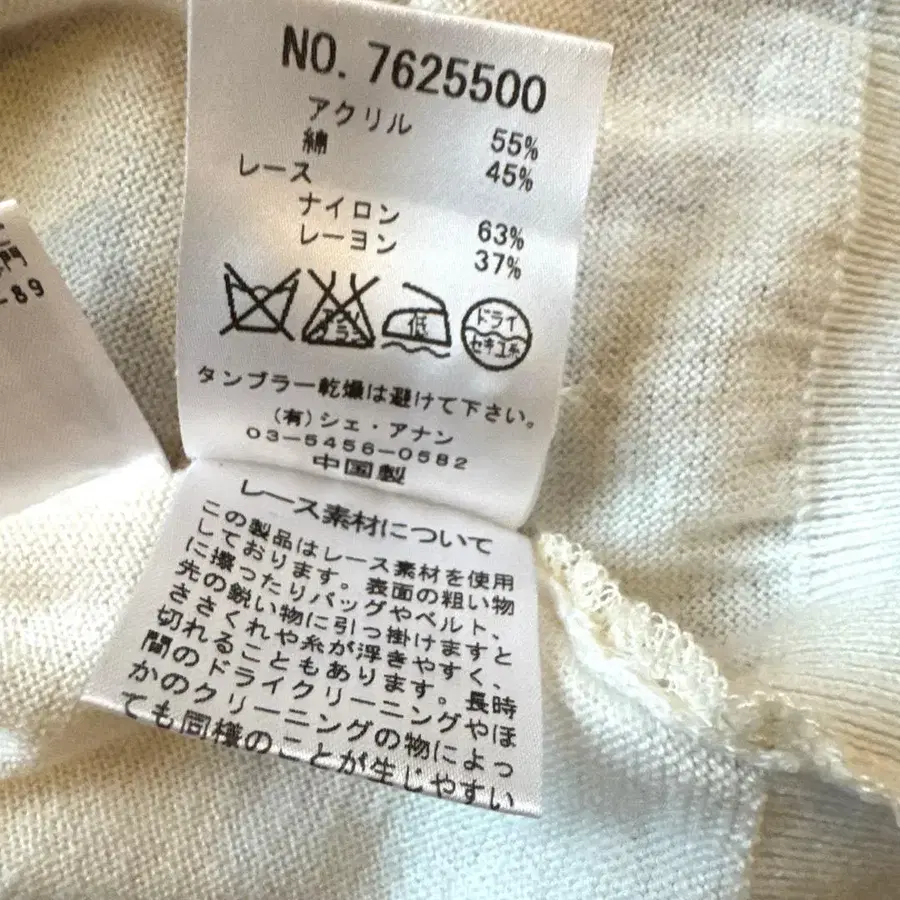 NO. 7625500
アクリル 55%
綿 45%
レース
ナイロン 63%
レーヨン 37%
エンソ
サラシ
低
ドライ
セキユ系
タンブラー乾燥は避けて下さい。
(有)シェ・アナン
03-5456-0582
中国製
レース素材について
この製品はレース素材を使用
しております。表面の粗い物
に擦ったりバッグやベルト、
先の鋭い物に引っ掛けますと
ささくれや糸が浮きやすく、
切れることもあります。長時
間のドライクリーニングやほ
かのクリーニングの物によっ
ても同様のことが生じやすい
門
-89